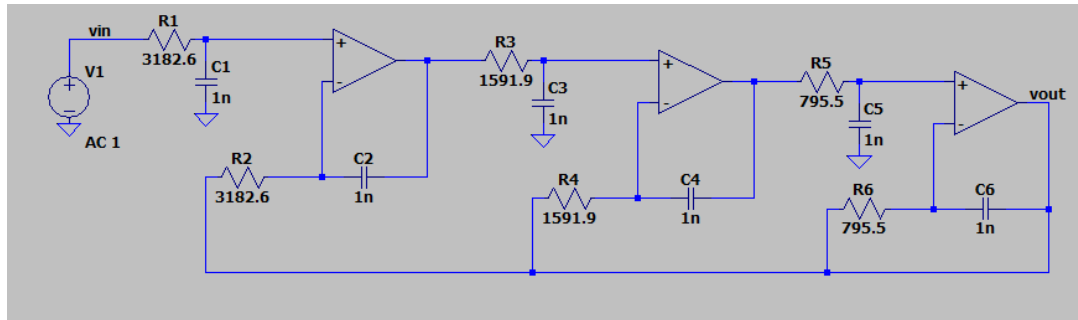 vin
R1
3182.6
V1
AC 1
C1
1n
+
-
R2
3182.6
C2
1n
R3
1591.9
C3
1n
+
-
R4
1591.9
C4
1n
R5
795.5
C5
1n
+
-
vout
R6
795.5
C6
1n